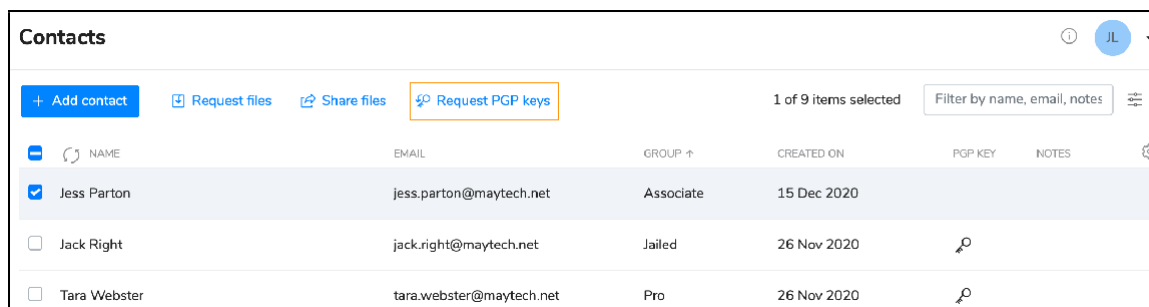 Contacts
JL
+ Add contact Request files Share files Request PGP keys 1 of 9 items selected Filter by name, email, notes
NAME EMAIL GROUP ↑ CREATED ON PGP KEY NOTES
Jess Parton jess.parton@maytech.net Associate 15 Dec 2020
Jack Right jack.right@maytech.net Jailed 26 Nov 2020
Tara Webster tara.webster@maytech.net Pro 26 Nov 2020